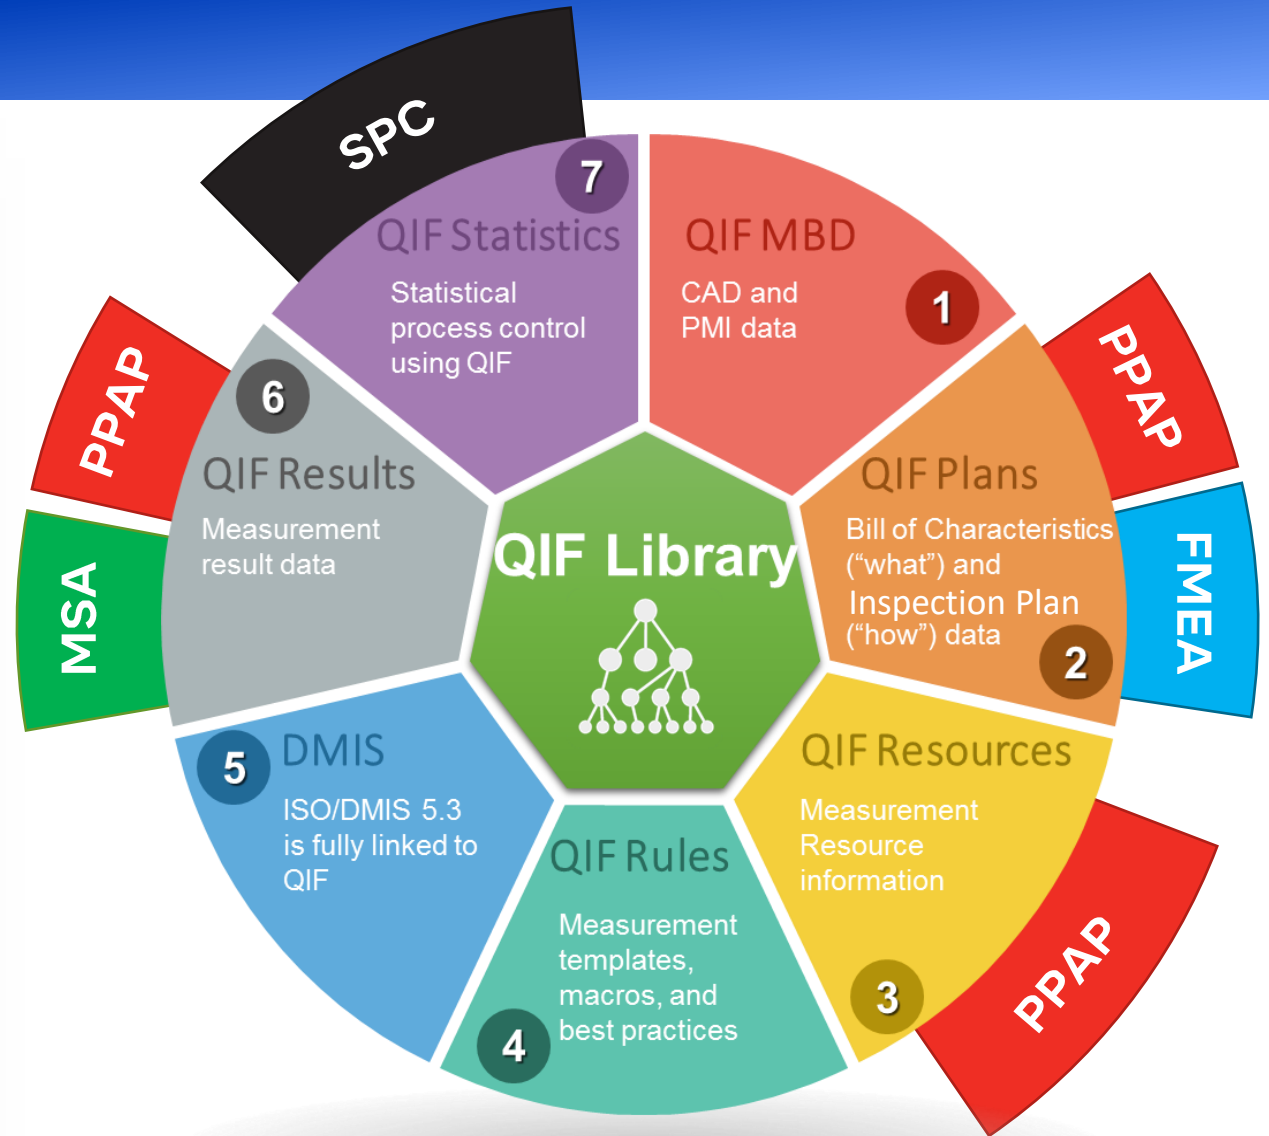 SPC
7
QIF Statistics
Statistical
process control
using QIF
QIF MBD
CAD and
PMI data
1
PPAP
QIF Plans
Bill of Characteristics
(“what”) and
Inspection Plan
(“how”) data
2
FMEA
QIF Resources
Measurement
Resource
information
3
PPAP
QIF Rules
Measurement
templates,
macros, and
best practices
4
5
DMIS
ISO/DMIS 5.3
is fully linked to
QIF
PPAP
6
QIF Results
Measurement
result data
MSA
QIF Library